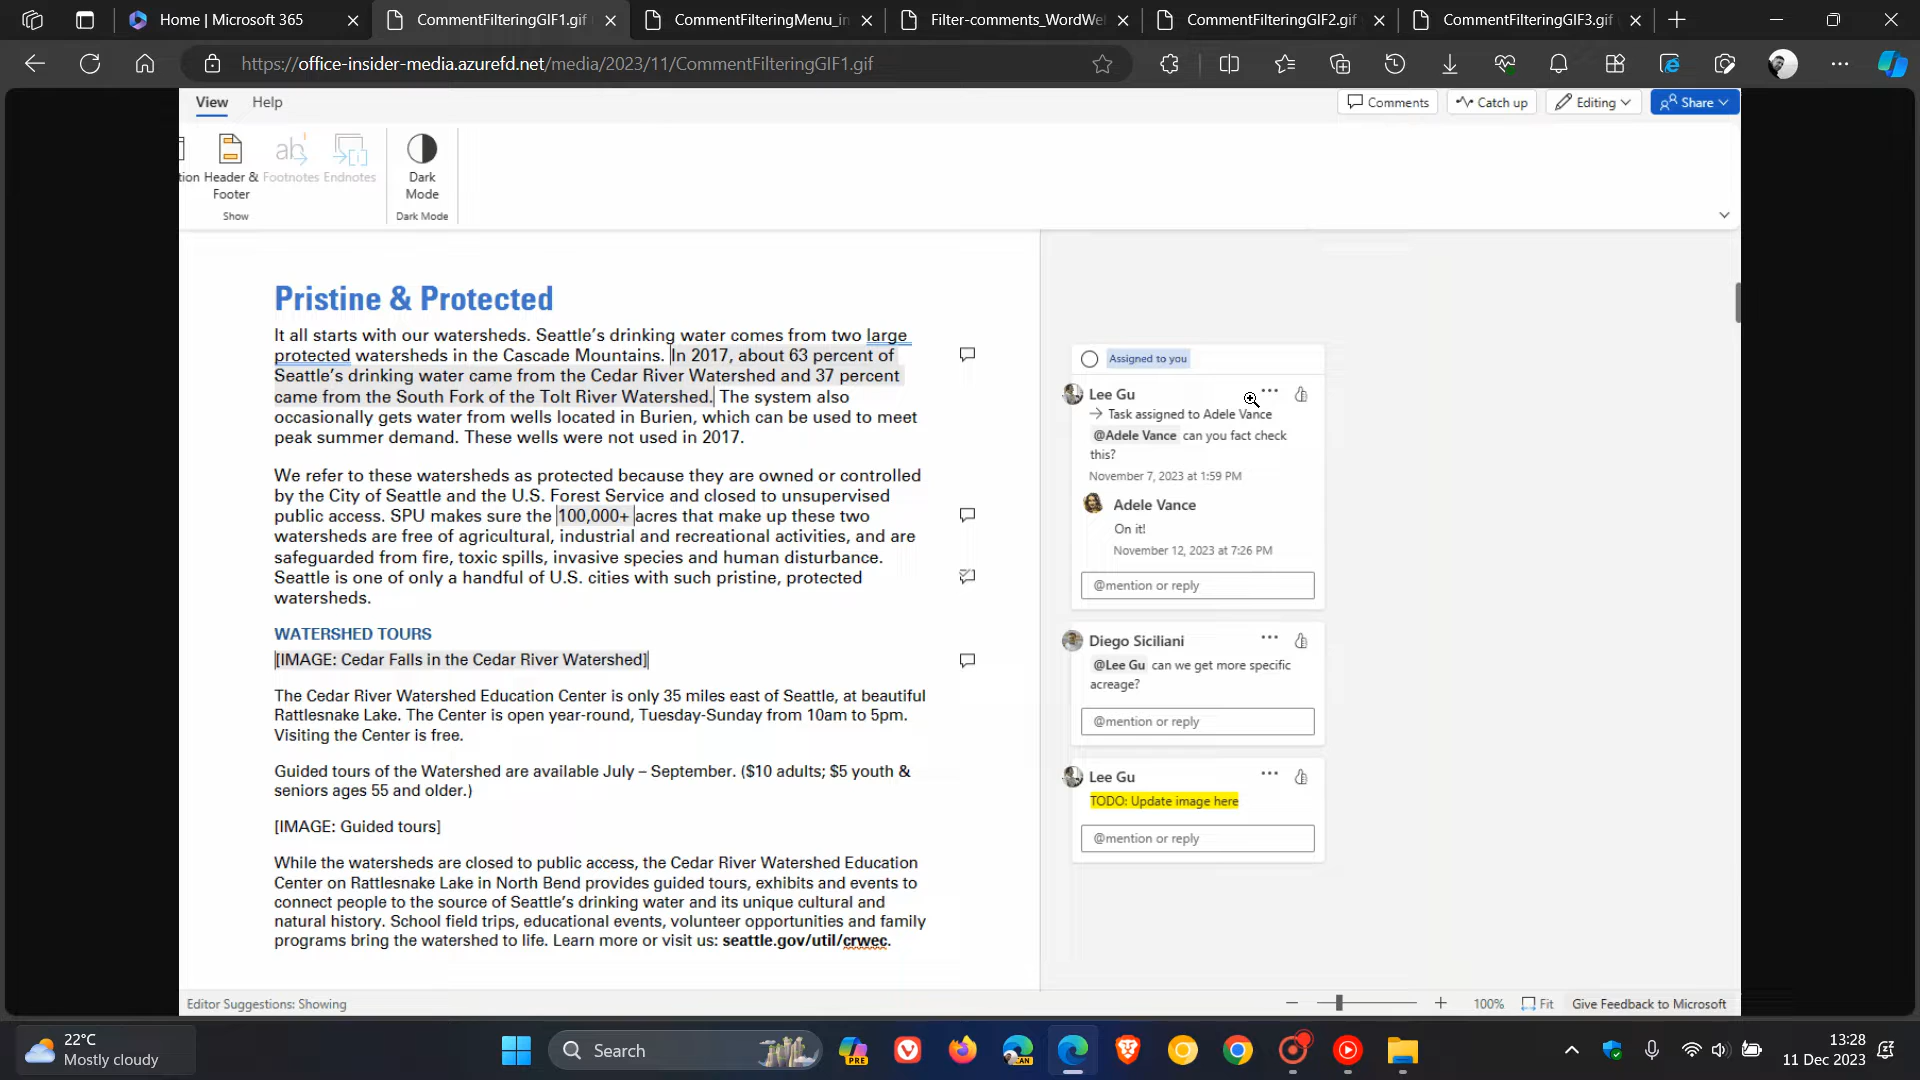 Home | Microsoft 365
CommentFilteringGIF1.gif
CommentFilteringMenu_in
Filter-comments_WordWe
CommentFilteringGIF2.gif
CommentFilteringGIF3.gif
https://office-insider-media.azurefd.net/media/2023/11/CommentFilteringGIF1.gif
View
Help
Comments
Catch up
Editing
Share
tion
Header &
Footer
Footnotes
Endnotes
Dark
Mode
Show
Dark Mode
Pristine & Protected
It all starts with our watersheds. Seattle's drinking water comes from two large
protected watersheds in the Cascade Mountains. In 2017, about 63 percent of
Seattle's drinking water came from the Cedar River Watershed and 37 percent
came from the South Fork of the Tolt River Watershed. The system also
occasionally gets water from wells located in Burien, which can be used to meet
peak summer demand. These wells were not used in 2017.
We refer to these watersheds as protected because they are owned or controlled
by the City of Seattle and the U.S. Forest Service and closed to unsupervised
public access. SPU makes sure the 100,000+ acres that make up these two
watersheds are free of agricultural, industrial and recreational activities, and are
safeguarded from fire, toxic spills, invasive species and human disturbance.
Seattle is one of only a handful of U.S. cities with such pristine, protected
watersheds.
WATERSHED TOURS
[IMAGE: Cedar Falls in the Cedar River Watershed]
The Cedar River Watershed Education Center is only 35 miles east of Seattle, at beautiful
Rattlesnake Lake. The Center is open year-round, Tuesday-Sunday from 10am to 5pm.
Visiting the Center is free.
Guided tours of the Watershed are available July – September. ($10 adults; $5 youth &
seniors ages 55 and older.)
[IMAGE: Guided tours]
While the watersheds are closed to public access, the Cedar River Watershed Education
Center on Rattlesnake Lake in North Bend provides guided tours, exhibits and events to
connect people to the source of Seattle's drinking water and its unique cultural and
natural history. School field trips, educational events, volunteer opportunities and family
programs bring the watershed to life. Learn more or visit us: seattle.gov/util/crwec.
Assigned to you
Lee Gu
Task assigned to Adele Vance
@Adele Vance can you fact check
this?
November 7, 2023 at 1:59 PM
Adele Vance
On it!
November 12, 2023 at 7:26 PM
@mention or reply
Diego Siciliani
@Lee Gu can we get more specific
acreage?
@mention or reply
Lee Gu
TODO: Update image here
@mention or reply
Editor Suggestions: Showing
100%
Fit
Give Feedback to Microsoft
22°C
Mostly cloudy
Search
PRE
CAN
13:28
11 Dec 2023